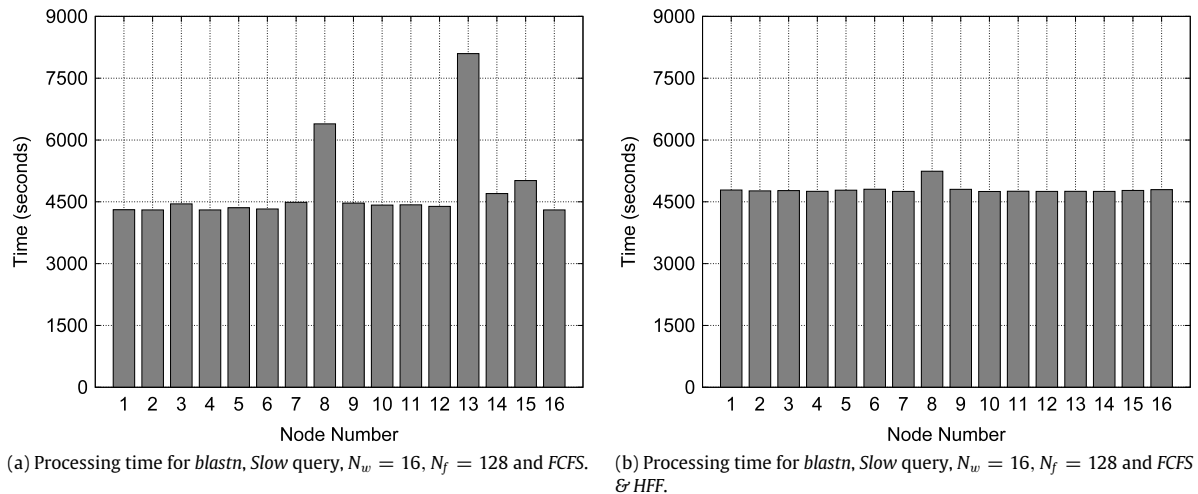 9000
7500
6000
4500
3000
1500
0
Time (seconds)
1 2 3 4 5 6 7 8 9 10 11 12 13 14 15 16
Node Number
(a) Processing time for blastn, Slow query, N_w = 16, N_f = 128 and FCFS.
9000
7500
6000
4500
3000
1500
0
Time (seconds)
1 2 3 4 5 6 7 8 9 10 11 12 13 14 15 16
Node Number
(b) Processing time for blastn, Slow query, N_w = 16, N_f = 128 and FCFS
& HFF.